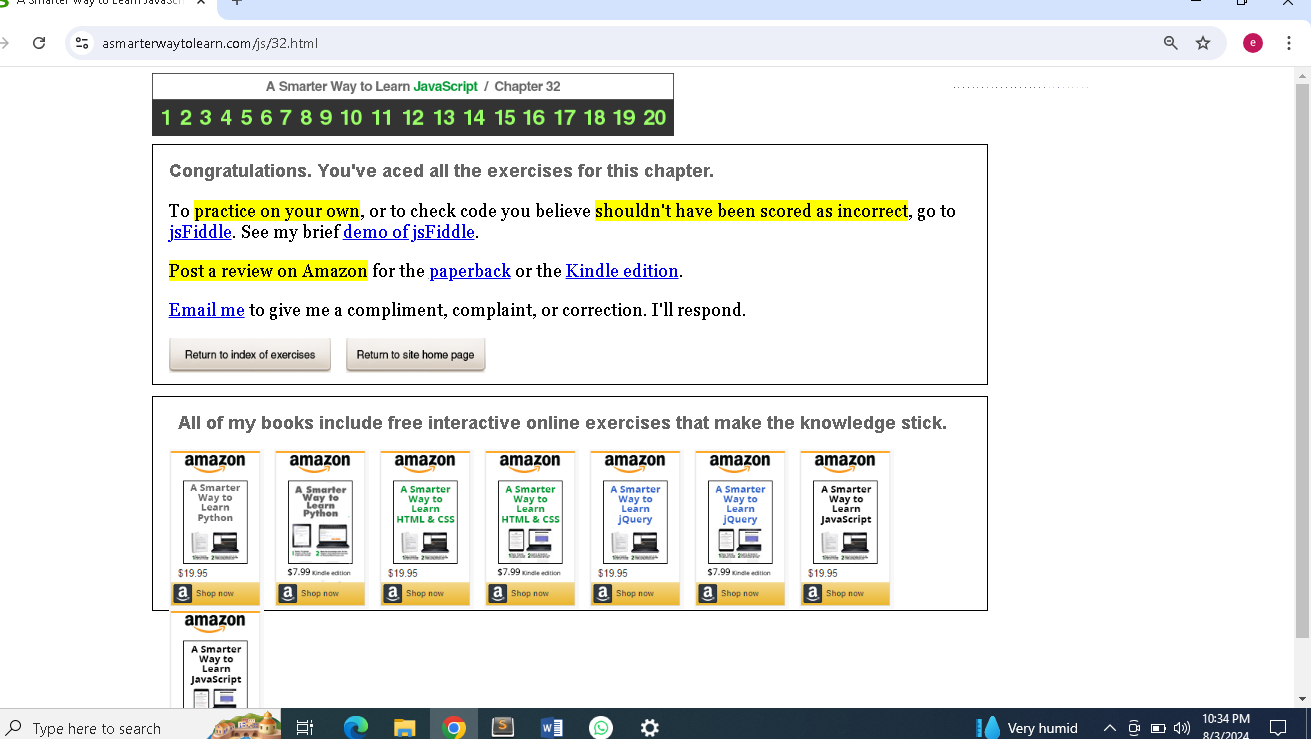 A Smarter Way to Learn JavaScri
asmarterwaytolearn.com/js/32.html
e
A Smarter Way to Learn JavaScript / Chapter 32
1 2 3 4 5 6 7 8 9 10 11 12 13 14 15 16 17 18 19 20
Congratulations. You've aced all the exercises for this chapter.
To practice on your own, or to check code you believe shouldn't have been scored as incorrect, go to
jsFiddle. See my brief demo of jsFiddle.
Post a review on Amazon for the paperback or the Kindle edition.
Email me to give me a compliment, complaint, or correction. I'll respond.
Return to index of exercises Return to site home page
All of my books include free interactive online exercises that make the knowledge stick.
amazon amazon amazon amazon amazon amazon amazon
A Smarter A Smarter A Smarter A Smarter A Smarter A Smarter A Smarter
Way to Way to Way to Way to Way to Way to Way to
Learn Learn Learn Learn Learn Learn Learn
Python Python HTML & CSS HTML & CSS jQuery jQuery JavaScript
$19.95 $7.99 Kindle edition $19.95 $7.99 Kindle edition $19.95 $7.99 Kindle edition $19.95
a Shop now a Shop now a Shop now a Shop now a Shop now a Shop now a Shop now
amazon
A Smarter
Way to
Learn
JavaScript
Type here to search
S W
Very humid
10:34 PM
8/3/2024